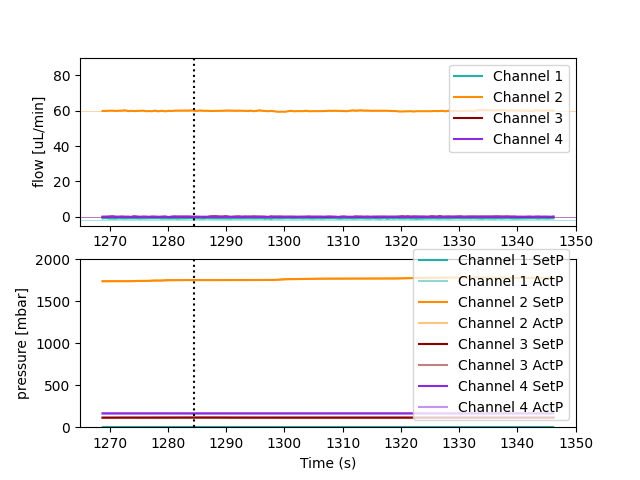 80
60
40
20
0
flow [uL/min]
Channel 1
Channel 2
Channel 3
Channel 4
1270 1280 1290 1300 1310 1320 1330 1340 1350
2000
1500
1000
500
0
pressure [mbar]
Channel 1 SetP
Channel 1 ActP
Channel 2 SetP
Channel 2 ActP
Channel 3 SetP
Channel 3 ActP
Channel 4 SetP
Channel 4 ActP
1270 1280 1290 1300 1310 1320 1330 1340 1350
Time (s)